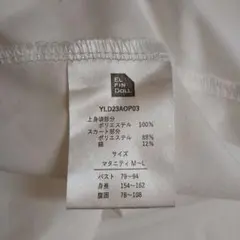 EL
FIN
DOLL
YLD23AOP03
上身頃部分
ポリエステル 100%
スカート部分
ポリエステル 88%
綿 12%
サイズ
マタニティ M-L
バスト 79-94
身長 154-162
腹囲 78-108